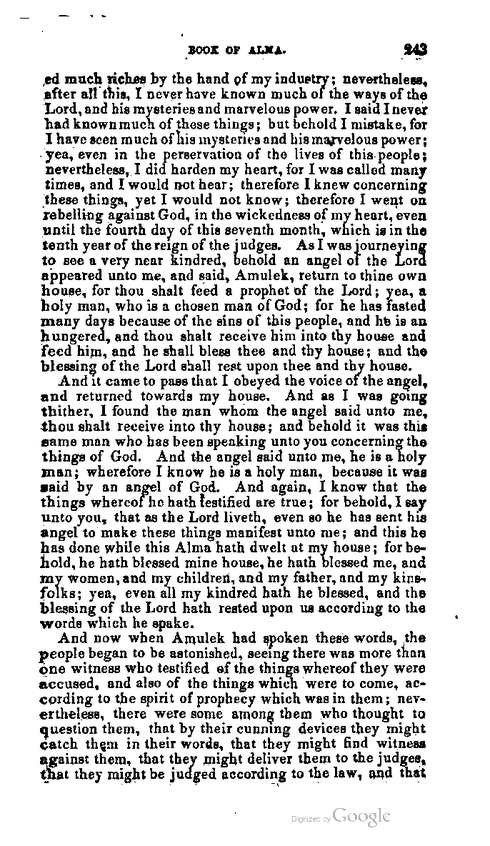 BOOK OF ALMA. 243
ed much riches by the hand of my industry; nevertheless,
after all this, I never have known much of the ways of the
Lord, and his mysteries and marvelous power. I said I never
had known much of these things; but behold I mistake, for
I have seen much of his mysteries and his marvelous power;
yea, even in the perservation of the lives of this people;
nevertheless, I did harden my heart, for I was called many
times, and I would not hear; therefore I knew concerning
these things, yet I would not know; therefore I went on
rebelling against God, in the wickedness of my heart, even
until the fourth day of this seventh month, which is in the
tenth year of the reign of the judges. As I was journeying
to see a very near kindred, behold an angel of the Lord
appeared unto me, and said, Amulek, return to thine own
house, for thou shalt feed a prophet of the Lord; yea, a
holy man, who is a chosen man of God; for he has fasted
many days because of the sins of this people, and he is an
hungered, and thou shalt receive him into thy house and
feed him, and he shall bless thee and thy house; and the
blessing of the Lord shall rest upon thee and thy house.
And it came to pass that I obeyed the voice of the angel,
and returned towards my house. And as I was going
thither, I found the man whom the angel said unto me,
thou shalt receive into thy house; and behold it was this
same man who has been speaking unto you concerning the
things of God. And the angel said unto me, he is a holy
man; wherefore I know he is a holy man, because it was
said by an angel of God. And again, I know that the
things whereof he hath testified are true; for behold, I say
unto you, that as the Lord liveth, even so he has sent his
angel to make these things manifest unto me; and this he
has done while this Alma hath dwelt at my house; for be-
hold, he hath blessed mine house, he hath blessed me, and
my women, and my children, and my father, and my kins-
folks; yea, even all my kindred hath he blessed, and the
blessing of the Lord hath rested upon us according to the
words which he spake.
And now when Amulek had spoken these words, the
people began to be astonished, seeing there was more than
one witness who testified of the things whereof they were
accused, and also of the things which were to come, ac-
cording to the spirit of prophecy which was in them; nev-
ertheless, there were some among them who thought to
question them, that by their cunning devices they might
catch them in their words, that they might find witness
against them, that they might deliver them to the judges,
that they might be judged according to the law, and that
Digitized by Google